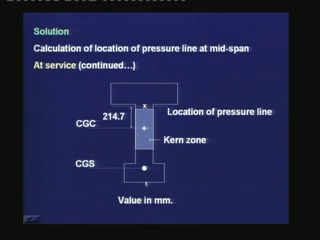 Solution
Calculation of location of pressure line at mid-span
At service (continued...)
x
Location of pressure line
214.7
CGC
Kern zone
CGS
Value in mm.